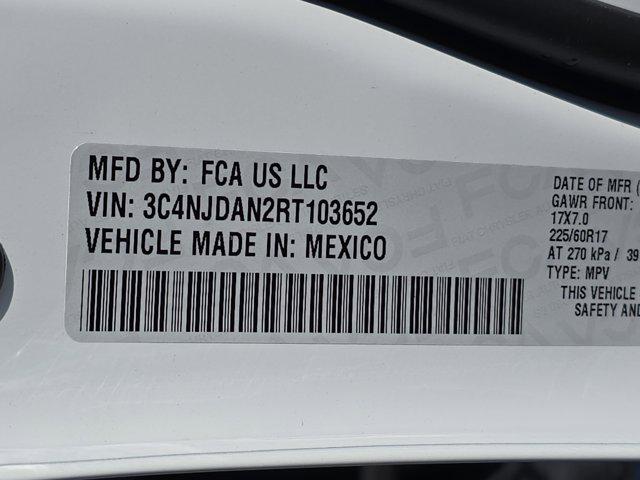 MFD BY: FCA US LLC
VIN: 3C4NJDAN2RT103652
VEHICLE MADE IN: MEXICO
DATE OF MFR (
GAWR FRONT:
17X7.0
225/60R17
AT 270 kPa / 39
TYPE: MPV
THIS VEHICLE
SAFETY AND